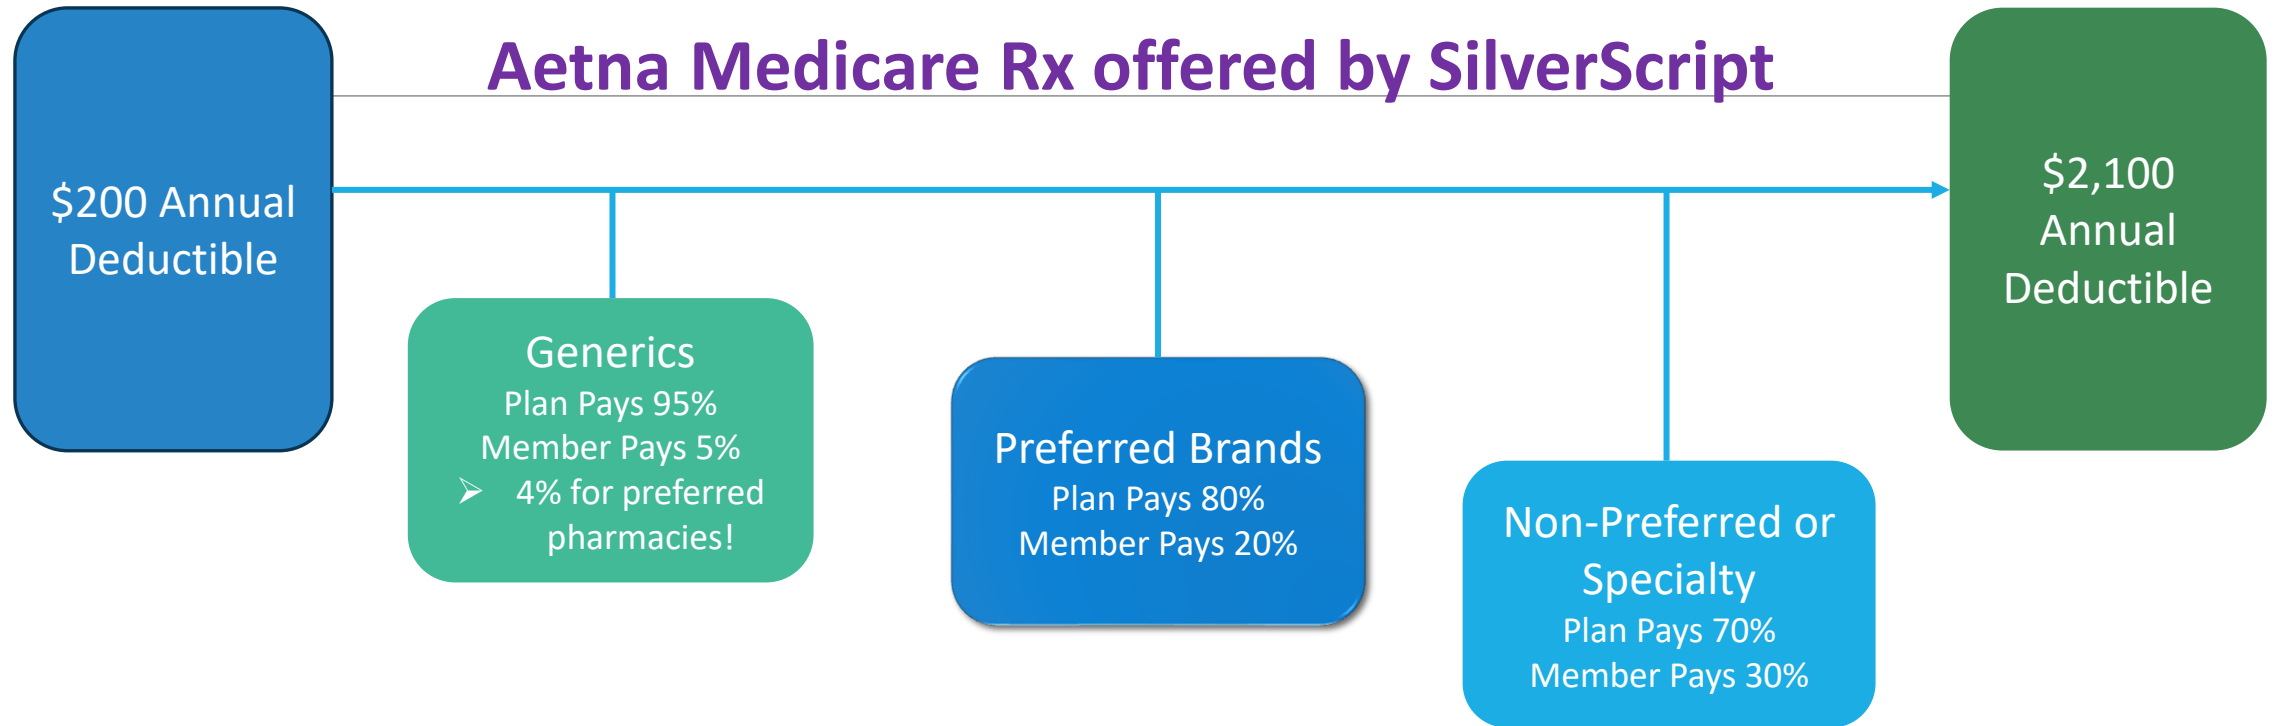 Aetna Medicare Rx offered by SilverScript
$200 Annual
Deductible
Generics
Plan Pays 95%
Member Pays 5%
➢ 4% for preferred
pharmacies!
Preferred Brands
Plan Pays 80%
Member Pays 20%
Non-Preferred or
Specialty
Plan Pays 70%
Member Pays 30%
$2,100
Annual
Deductible